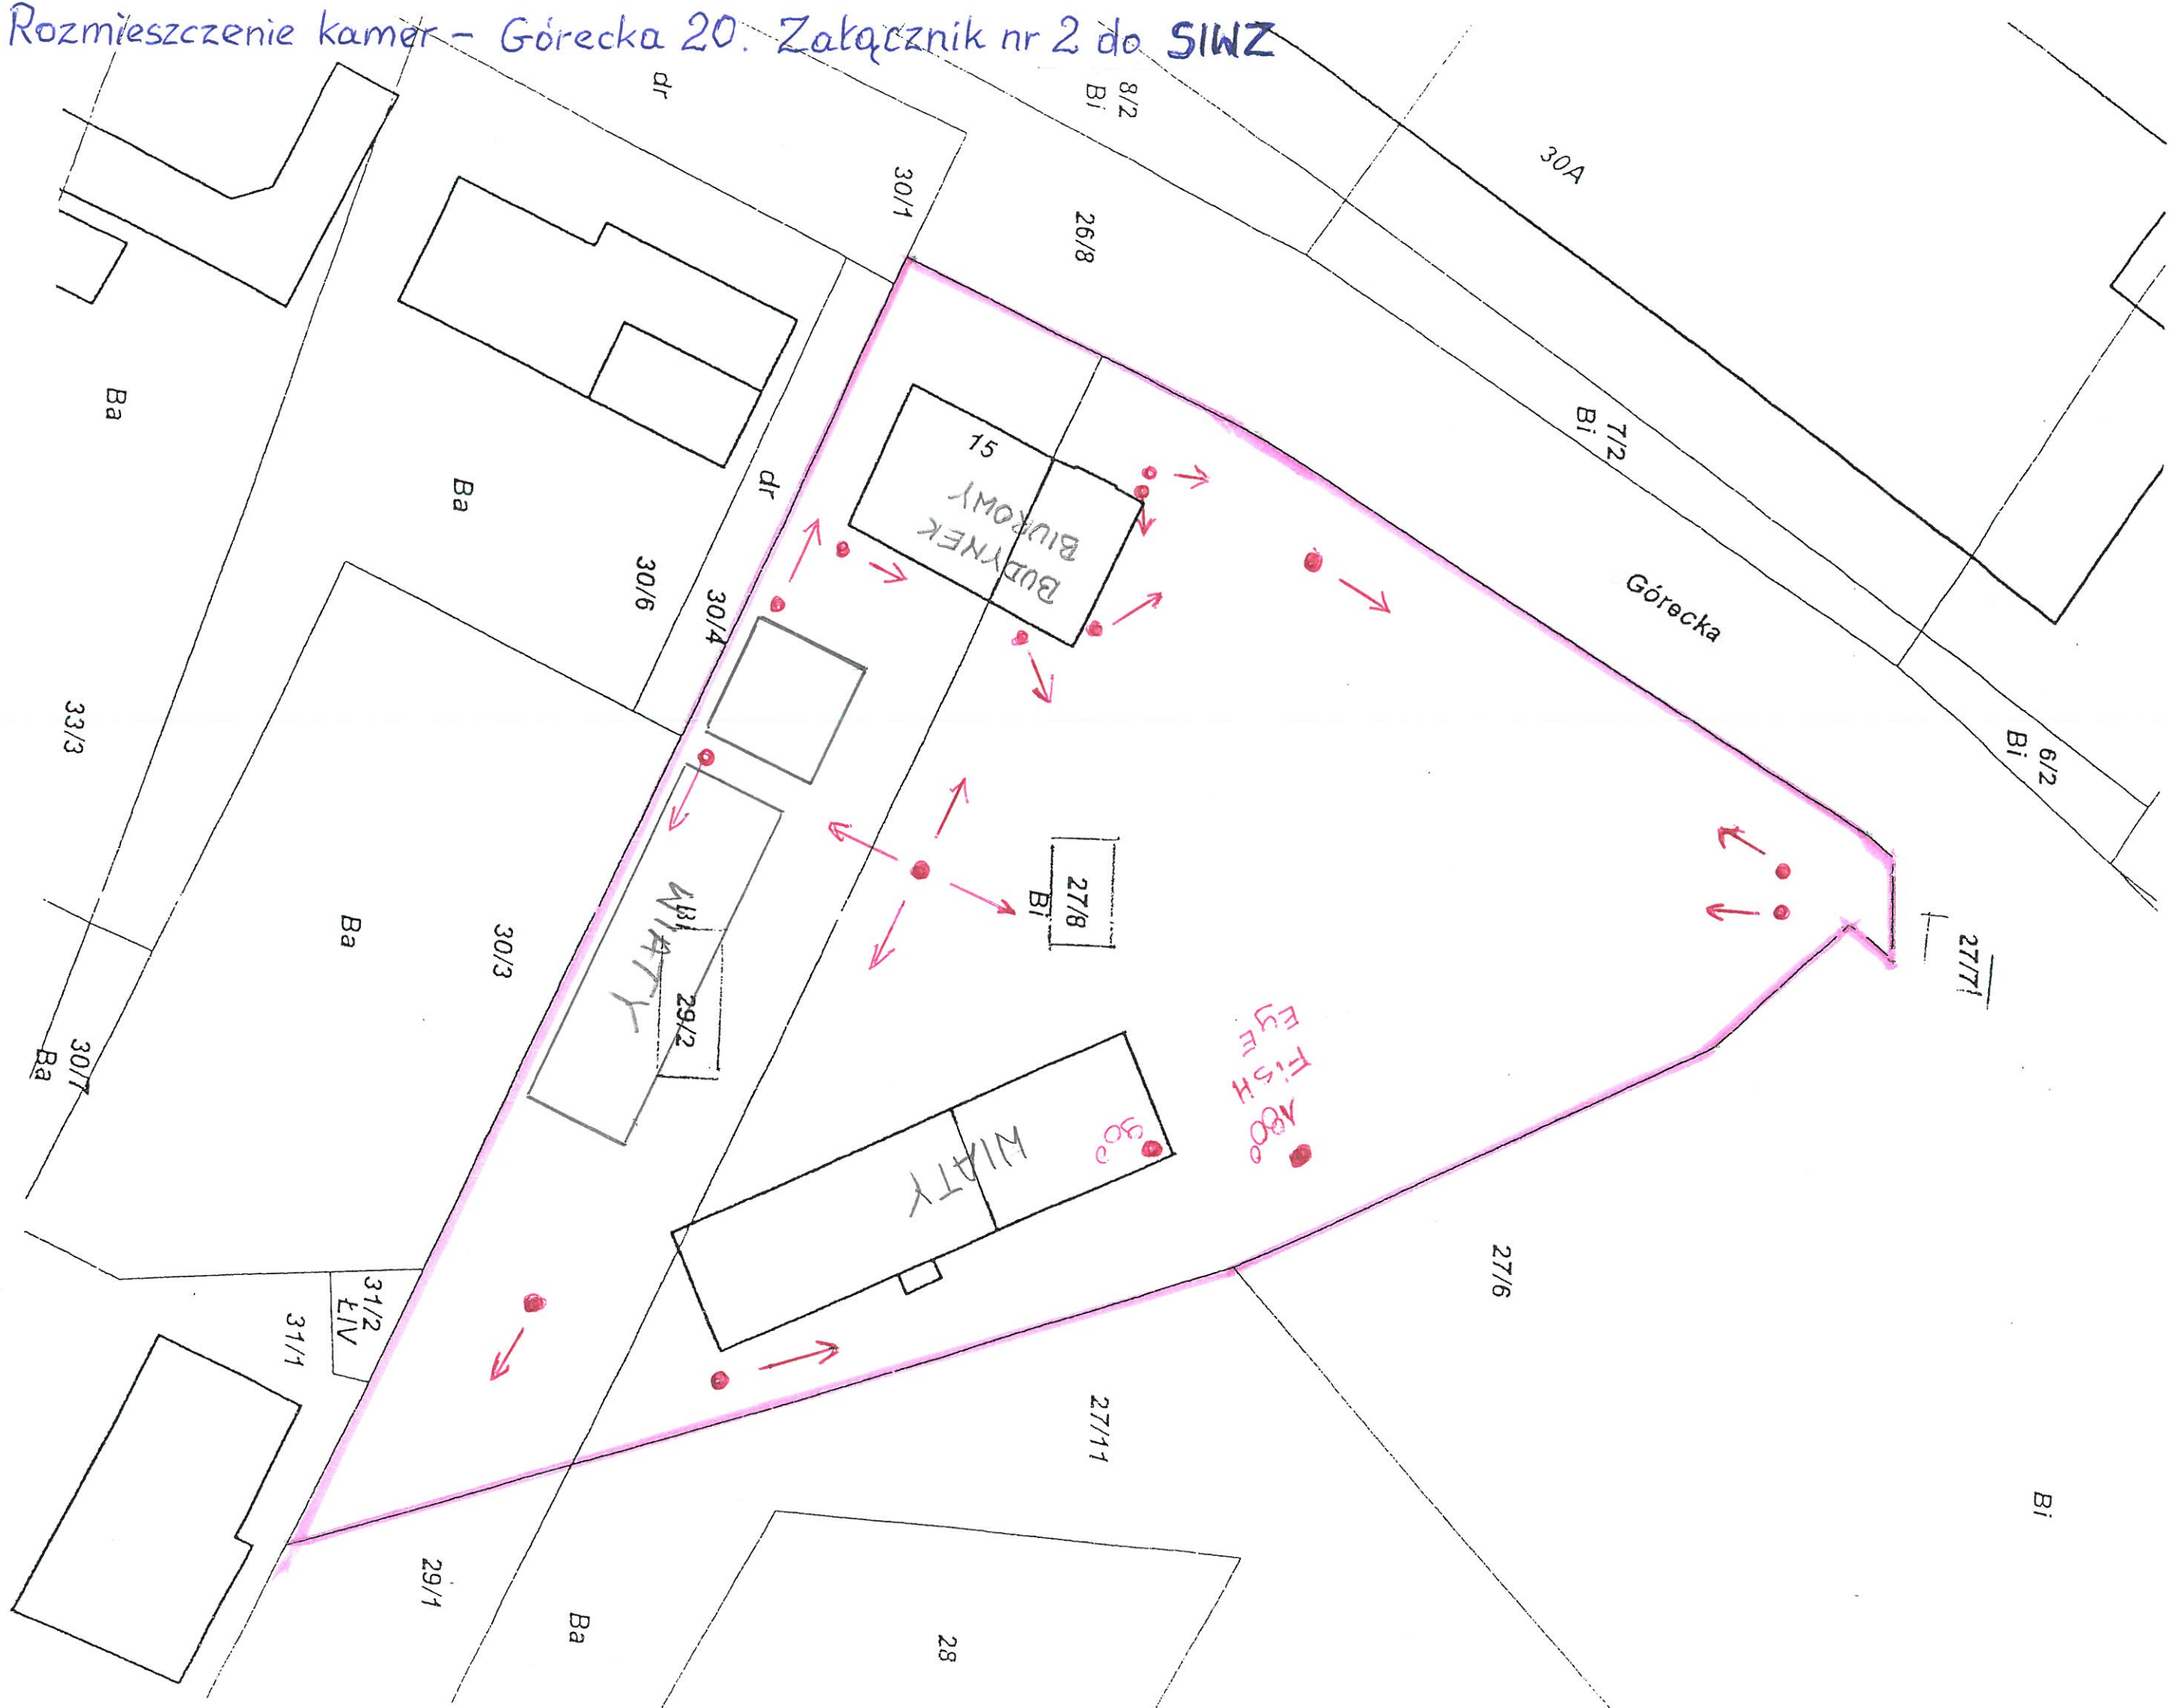 Rozmieszczenie kamer – Górecka 20. Załącznik nr 2 do SIWZ
dr
8/2
Bi
30A
30/1
26/8
Ba
15
BUDYNEK
BIUROWY
7/2
Bi
Ba
dr
Górecka
30/6
30/4
33/3
6/2
Bi
27/8
Bi
WIATY
29/2
Ba
30/3
27/7
30/7
Ba
EyE
FiSH
180°
90°
WIATY
27/6
31/2
ŁIV
31/1
27/11
Bi
29/1
Ba
28